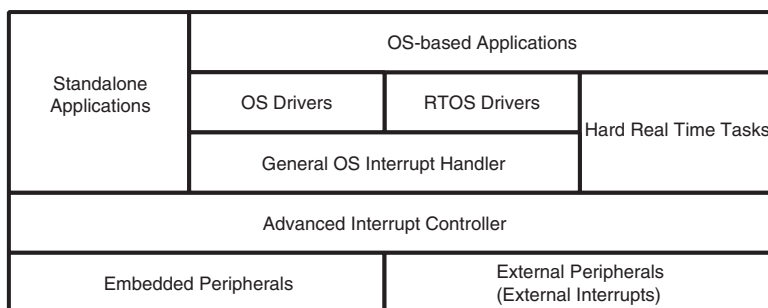 OS-based Applications
Standalone
Applications
OS Drivers
RTOS Drivers
Hard Real Time Tasks
General OS Interrupt Handler
Advanced Interrupt Controller
Embedded Peripherals
External Peripherals
(External Interrupts)